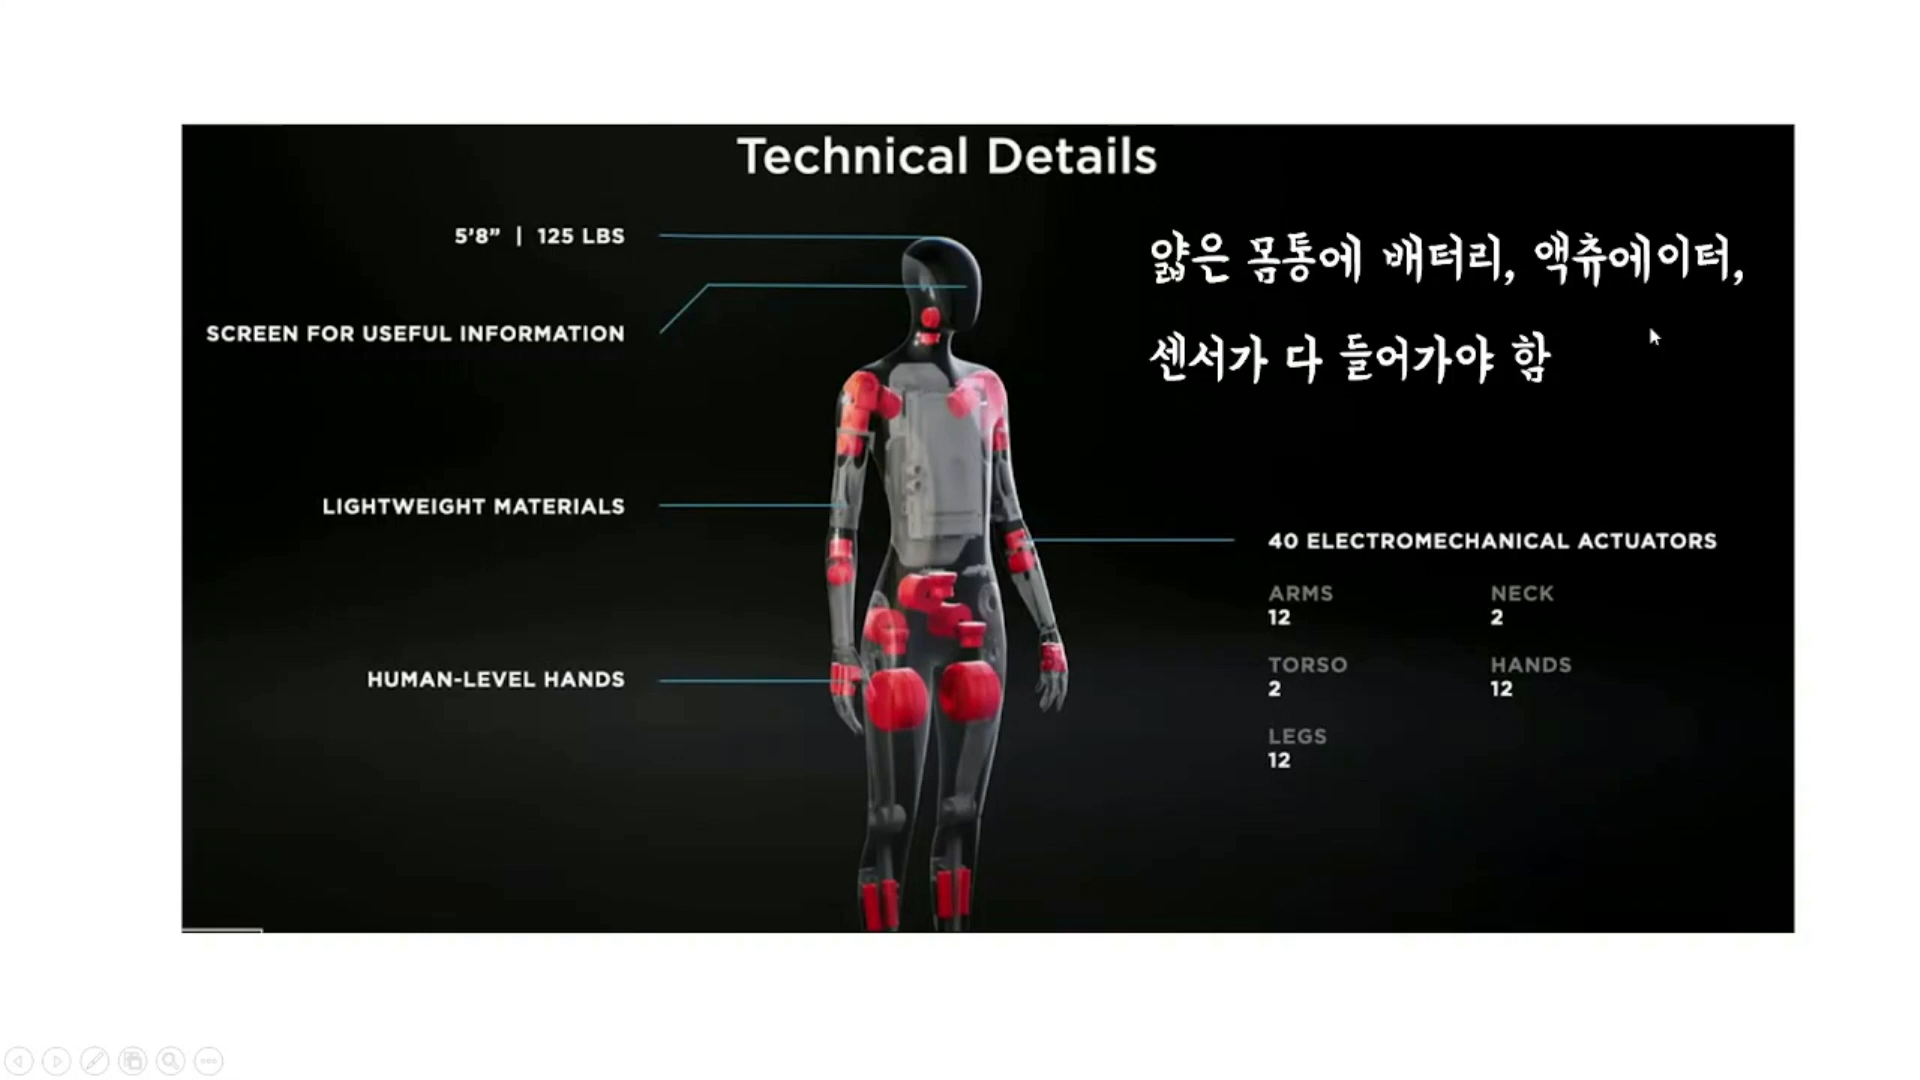 Technical Details
5'8" | 125 LBS
SCREEN FOR USEFUL INFORMATION
얇은 몸통에 배터리, 액츄에이터,
센서가 다 들어가야 함
LIGHTWEIGHT MATERIALS
HUMAN-LEVEL HANDS
40 ELECTROMECHANICAL ACTUATORS
ARMS
12
NECK
2
TORSO
2
HANDS
12
LEGS
12